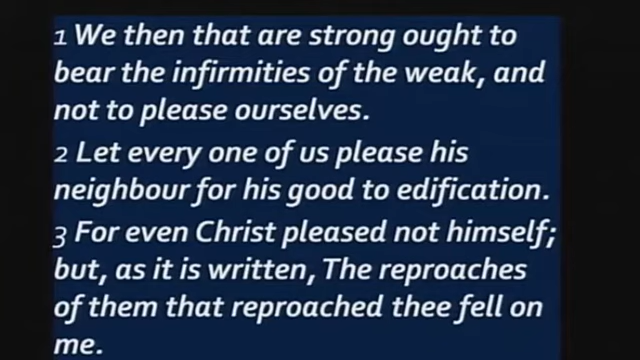 1 We then that are strong ought to
bear the infirmities of the weak, and
not to please ourselves.
2 Let every one of us please his
neighbour for his good to edification.
3 For even Christ pleased not himself;
but, as it is written, The reproaches
of them that reproached thee fell on
me.